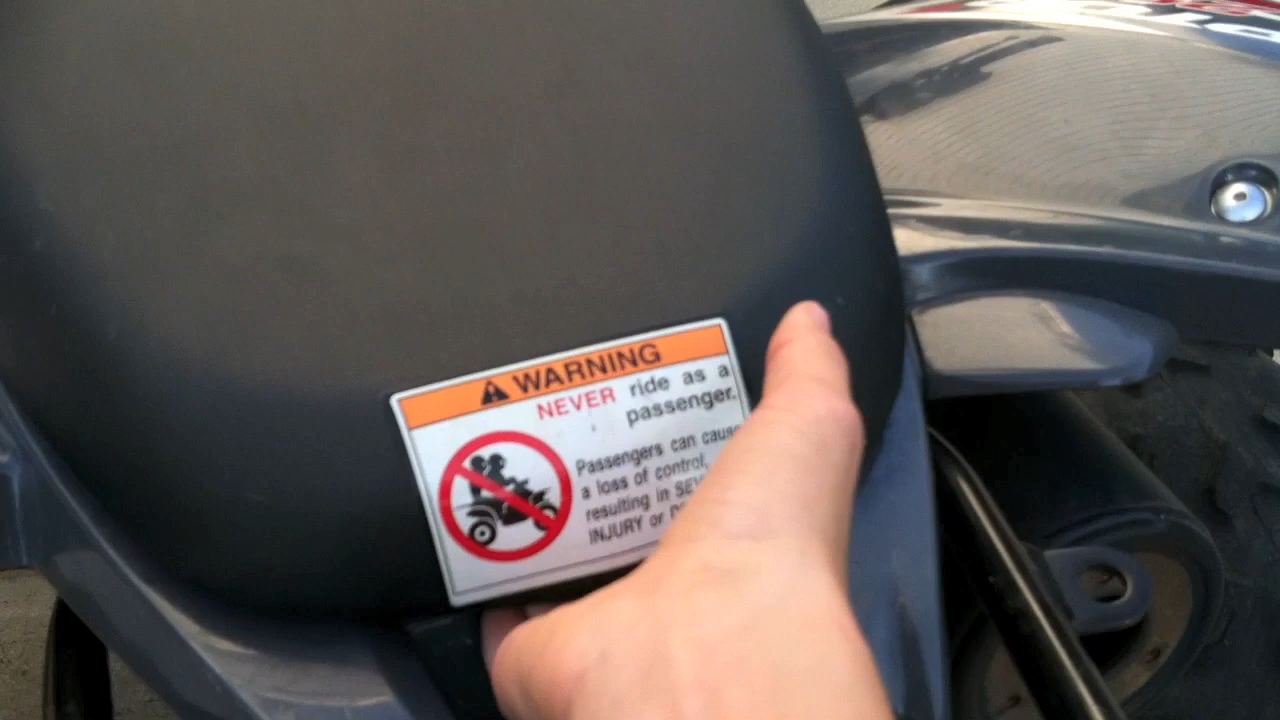 WARNING
NEVER ride as a
passenger.
Passengers can cause
a loss of control,
resulting in
INJURY or